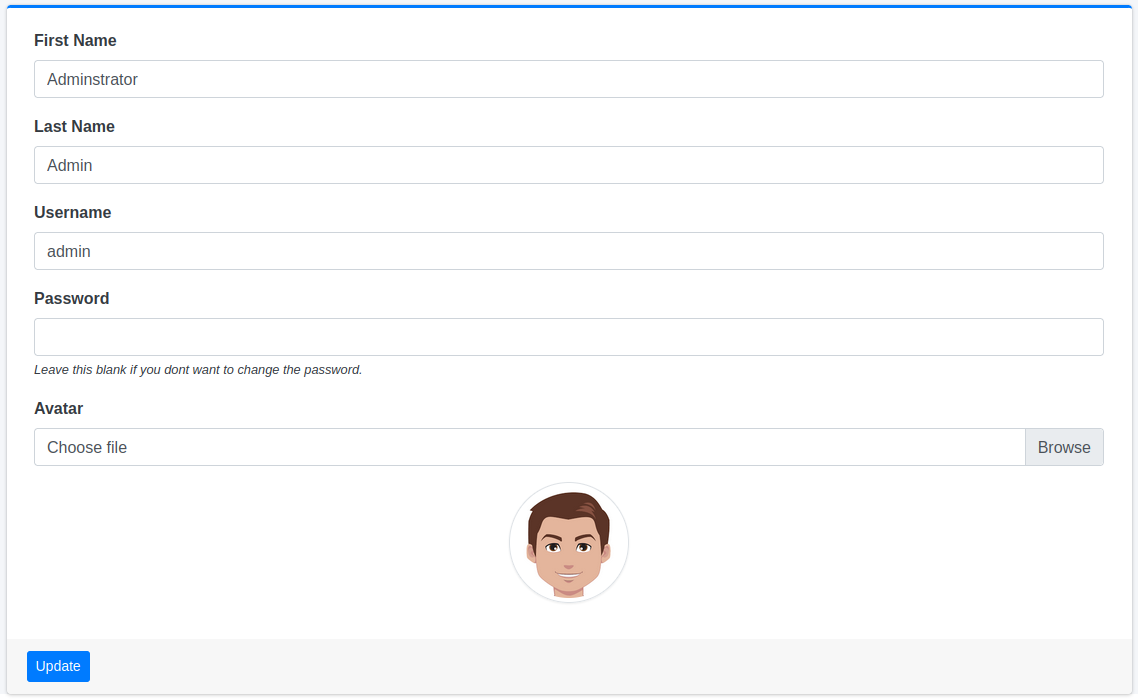 First Name
Adminstrator
Last Name
Admin
Username
admin
Password
Leave this blank if you dont want to change the password.
Avatar
Choose file Browse
Update